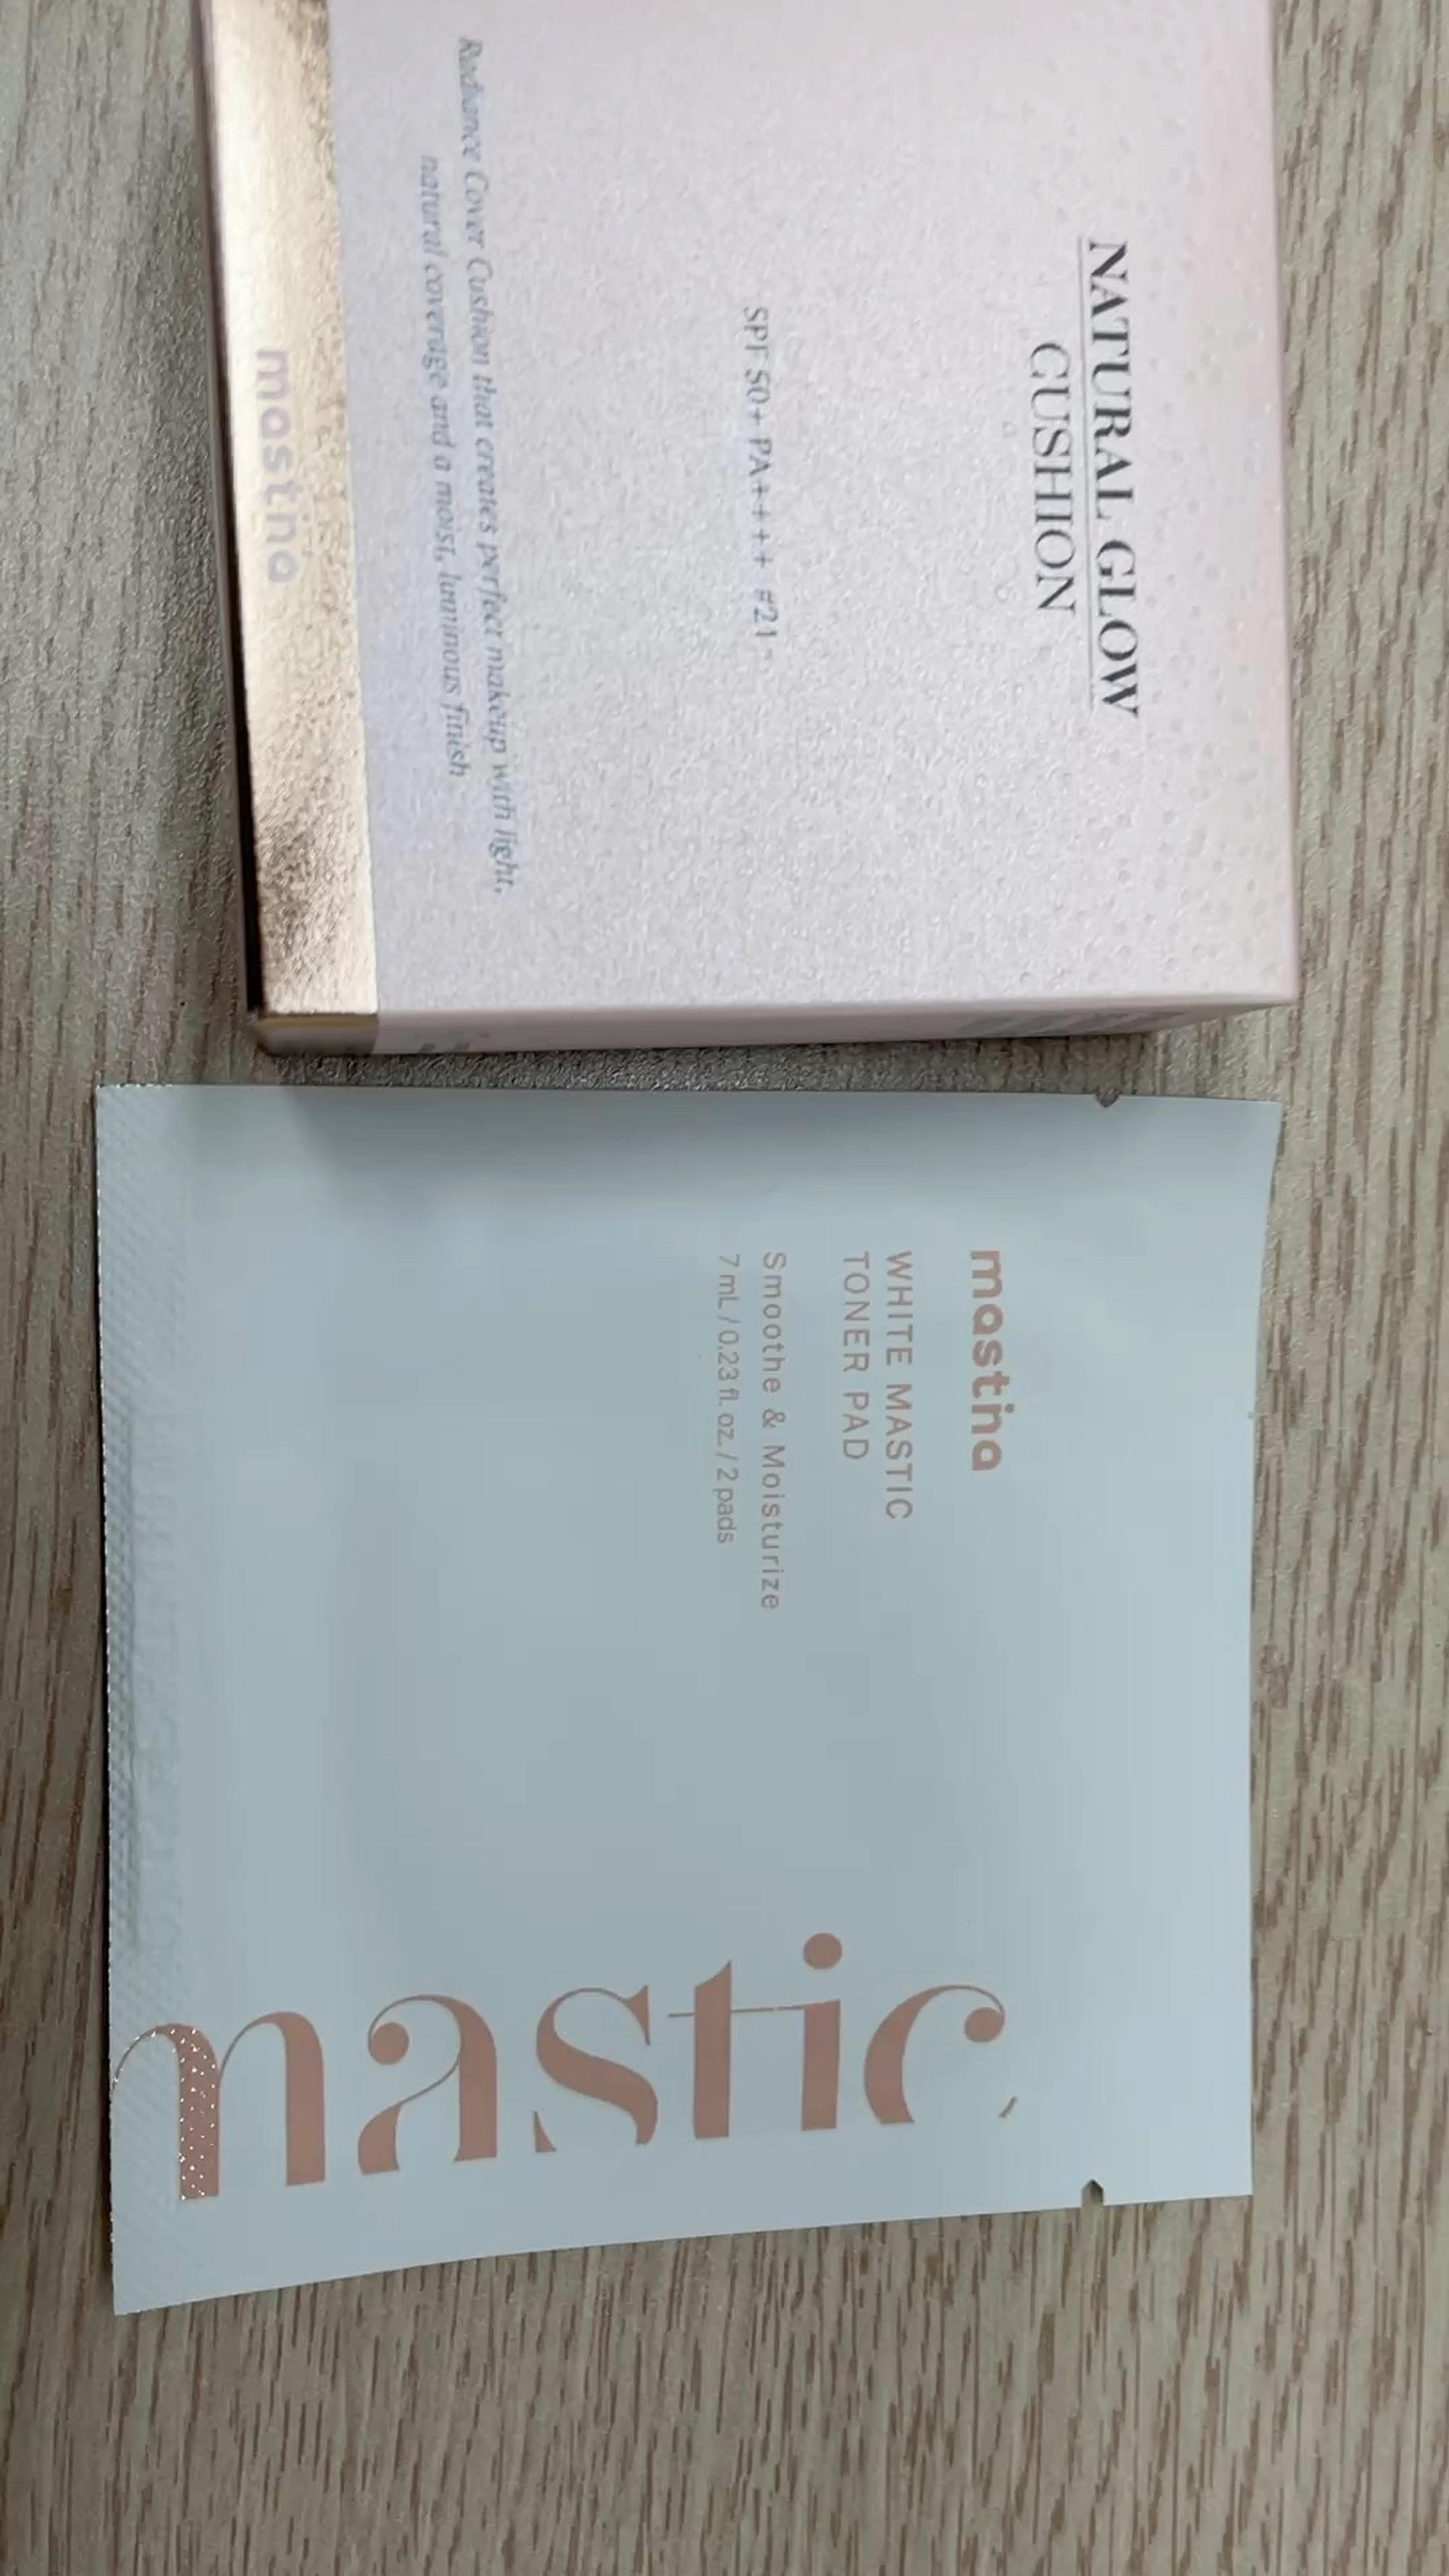 NATURAL GLOW
CUSHION
SPF 50+ PA++++ #21
Radiance Cover Cushion that creates perfect makeup with light,
natural coverage and a moist, luminous finish
mastina
mastina
WHITE MASTIC
TONER PAD
Smoothe & Moisturize
7 mL / 0.23 fl. oz. / 2 pads
mastic